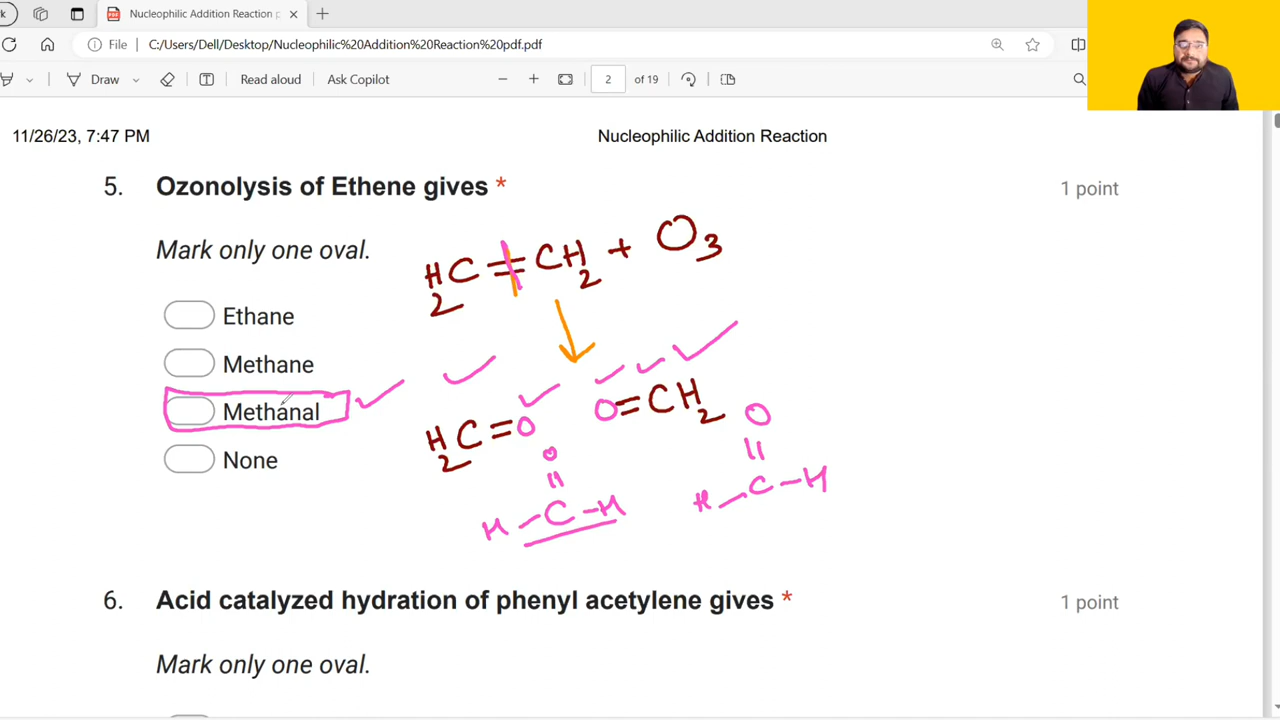 Nucleophilic Addition Reaction p
File C:/Users/Dell/Desktop/Nucleophilic%20Addition%20Reaction%20pdf.pdf
Draw Read aloud Ask Copilot 2 of 19
11/26/23, 7:47 PM Nucleophilic Addition Reaction
5. Ozonolysis of Ethene gives * 1 point
Mark only one oval.
H2C=CH2 + O3
Ethane
Methane
Methanal
None
H2C=O O=CH2
O O
H-C-H H-C-H
6. Acid catalyzed hydration of phenyl acetylene gives * 1 point
Mark only one oval.